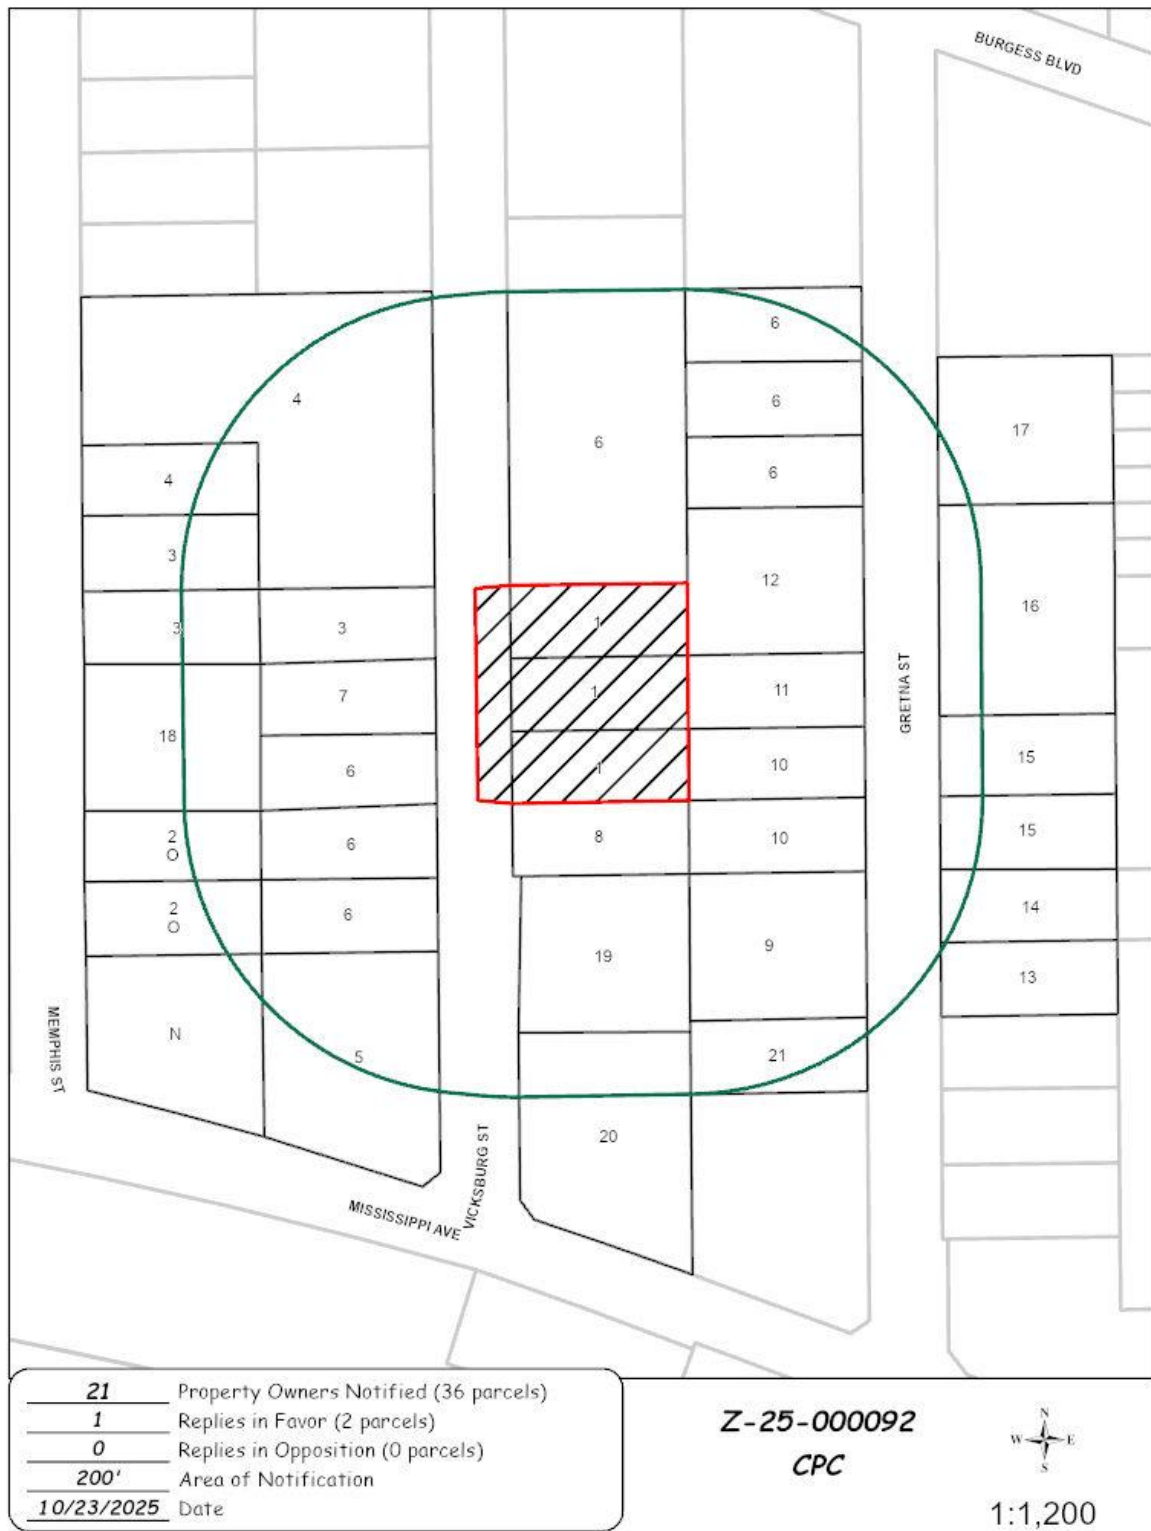 BURGESS BLVD
6
4
6
17
6
6
4
12
3
16
1
3
3
GRETNA ST
11
7
1
18
15
10
6
1
15
2
O
8
10
6
14
2
O
6
19
9
13
MEMPHIS ST
N
5
21
20
VICKSBURG ST
MISSISSIPPI AVE
21 Property Owners Notified (36 parcels)
1 Replies in Favor (2 parcels)
0 Replies in Opposition (0 parcels)
200' Area of Notification
10/23/2025 Date
Z-25-000092
CPC
N
W E
S
1:1,200